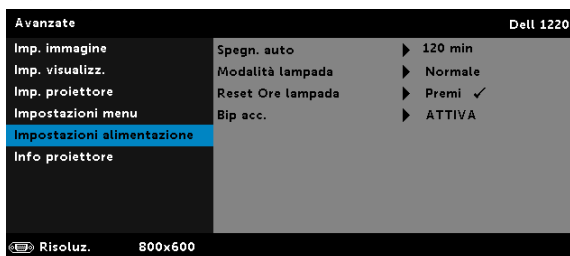 Avanzate Dell 1220
Imp. immagine Spegn. auto 120 min
Imp. visualizz. Modalità lampada Normale
Imp. proiettore Reset Ore lampada Premi ✓
Impostazioni menu Bip acc. ATTIVA
Impostazioni alimentazione
Info proiettore
Risoluz. 800x600